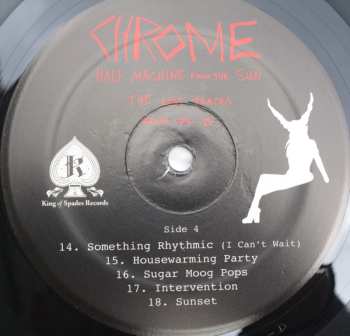 CHROME
HALF MACHINE FROM THE SUN
THE LOST TRACKS
King of Spades Records
Side 4
14. Something Rhythmic (I Can't Wait)
15. Housewarming Party
16. Sugar Moog Pops
17. Intervention
18. Sunset